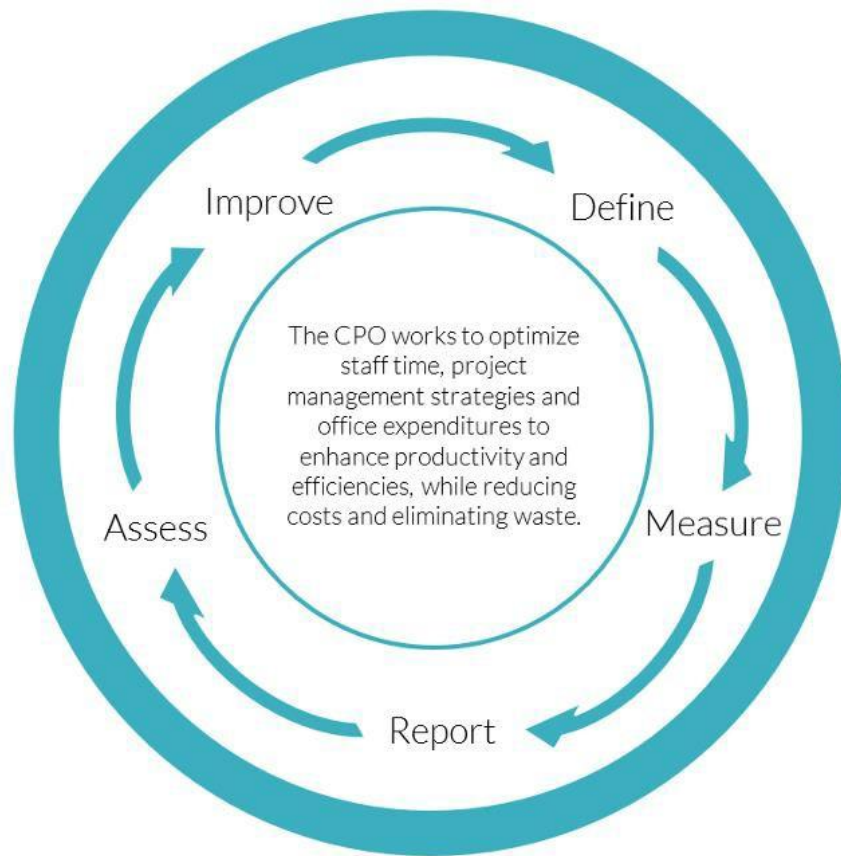 Improve
Define
The CPO works to optimize
staff time, project
management strategies and
office expenditures to
enhance productivity and
efficiencies, while reducing
costs and eliminating waste.
Assess
Measure
Report